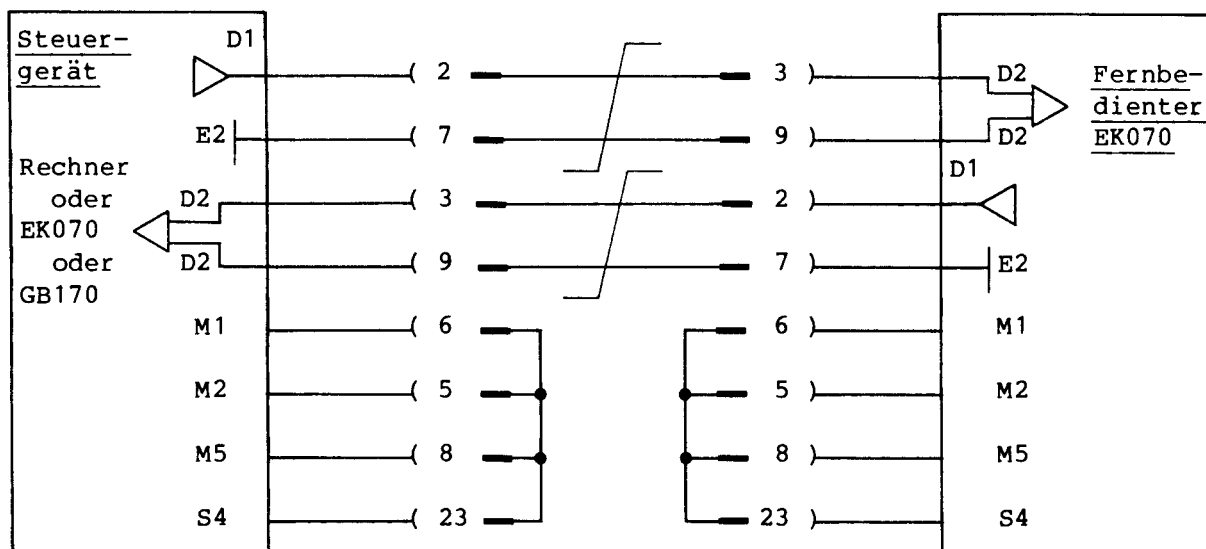 Steuer-
gerät
D1
2
3
D2
Fernbe-
dienter
EK070
E2
7
9
D2
Rechner
oder
EK070
oder
GB170
D2
3
2
D1
D2
9
7
E2
M1
6
6
M1
M2
5
5
M2
M5
8
8
M5
S4
23
23
S4